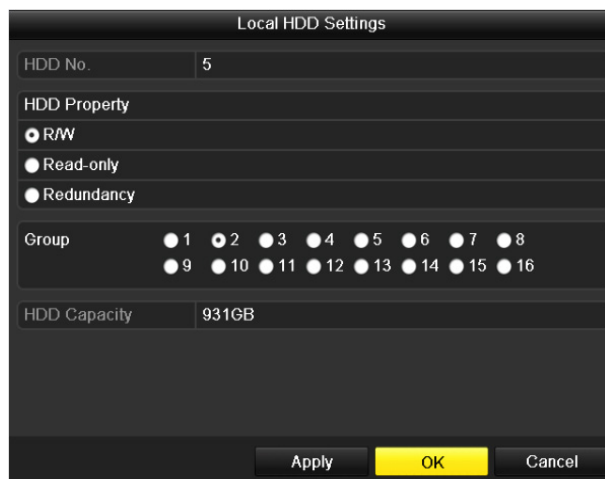 Local HDD Settings
HDD No. 5
HDD Property
R/W
Read-only
Redundancy
Group 1 2 3 4 5 6 7 8
9 10 11 12 13 14 15 16
HDD Capacity 931GB
Apply OK Cancel